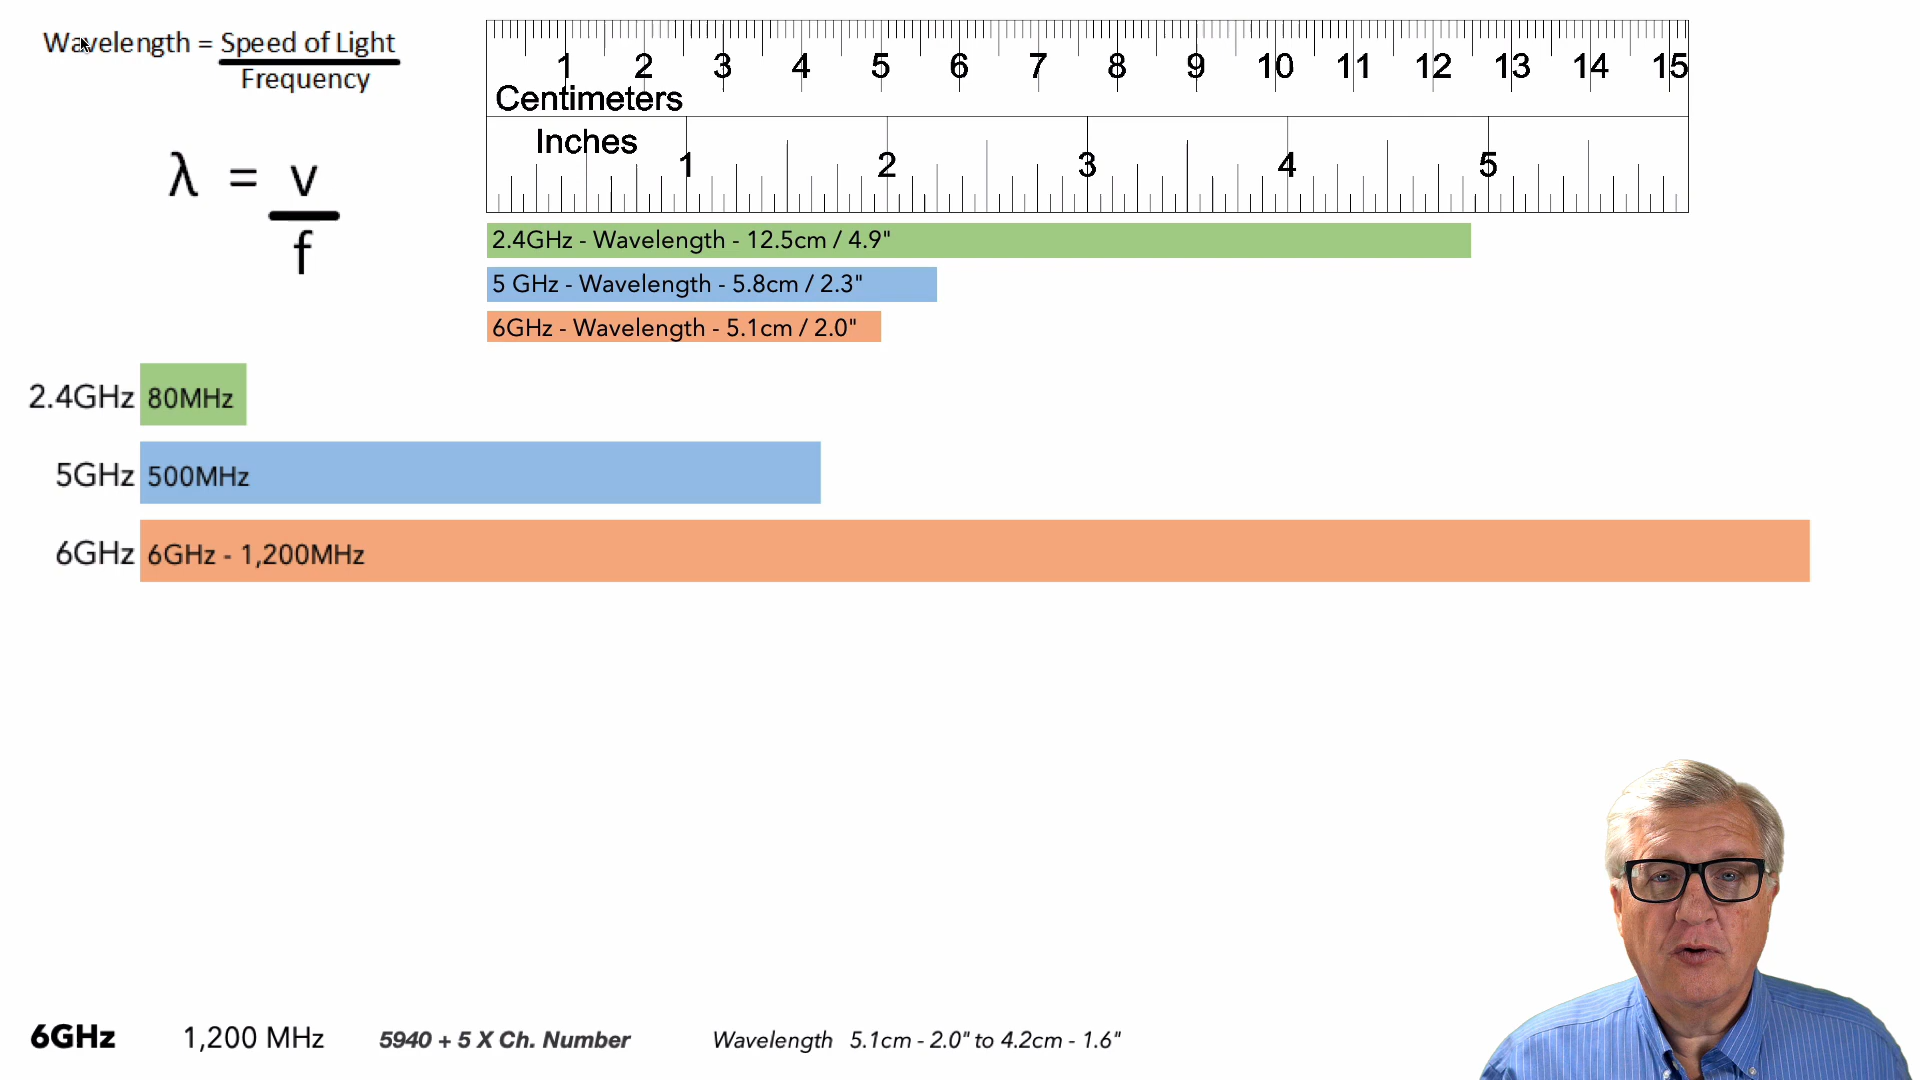 Wavelength = Speed of Light
Frequency
λ = v
f
1 2 3 4 5 6 7 8 9 10 11 12 13 14 15
Centimeters
Inches
1 2 3 4 5
2.4GHz - Wavelength - 12.5cm / 4.9"
5 GHz - Wavelength - 5.8cm / 2.3"
6GHz - Wavelength - 5.1cm / 2.0"
2.4GHz 80MHz
5GHz 500MHz
6GHz 6GHz - 1,200MHz
6GHz 1,200 MHz 5940 + 5 X Ch. Number Wavelength 5.1cm - 2.0" to 4.2cm - 1.6"